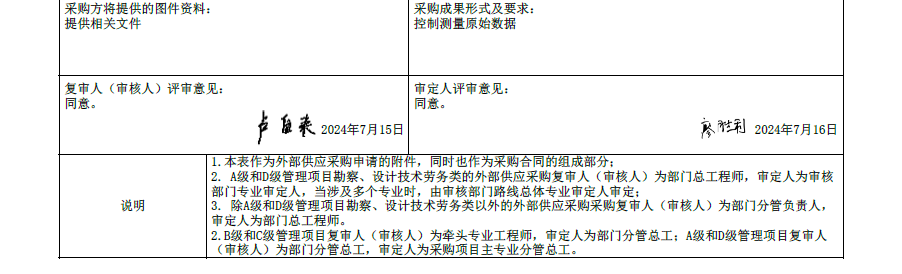 采购方将提供的图件资料：
提供相关文件
采购成果形式及要求：
控制测量原始数据
复审人（审核人）评审意见：
同意。
2024年7月15日
审定人评审意见：
同意。
廖胜利 2024年7月16日
说明
1.本表作为外部供应采购申请的附件，同时也作为采购合同的组成部分；
2. A级和D级管理项目勘察、设计技术劳务类的外部供应采购复审人（审核人）为部门总工程师，审定人为审核
部门专业审定人，当涉及多个专业时，由审核部门路线总体专业审定人审定；
3. 除A级和D级管理项目勘察、设计技术劳务类以外的外部供应采购采购复审人（审核人）为部门分管负责人，
审定人为部门总工程师。
2.B级和C级管理项目复审人（审核人）为牵头专业工程师，审定人为部门分管总工；A级和D级管理项目复审人
（审核人）为部门分管总工，审定人为采购项目主专业分管总工。